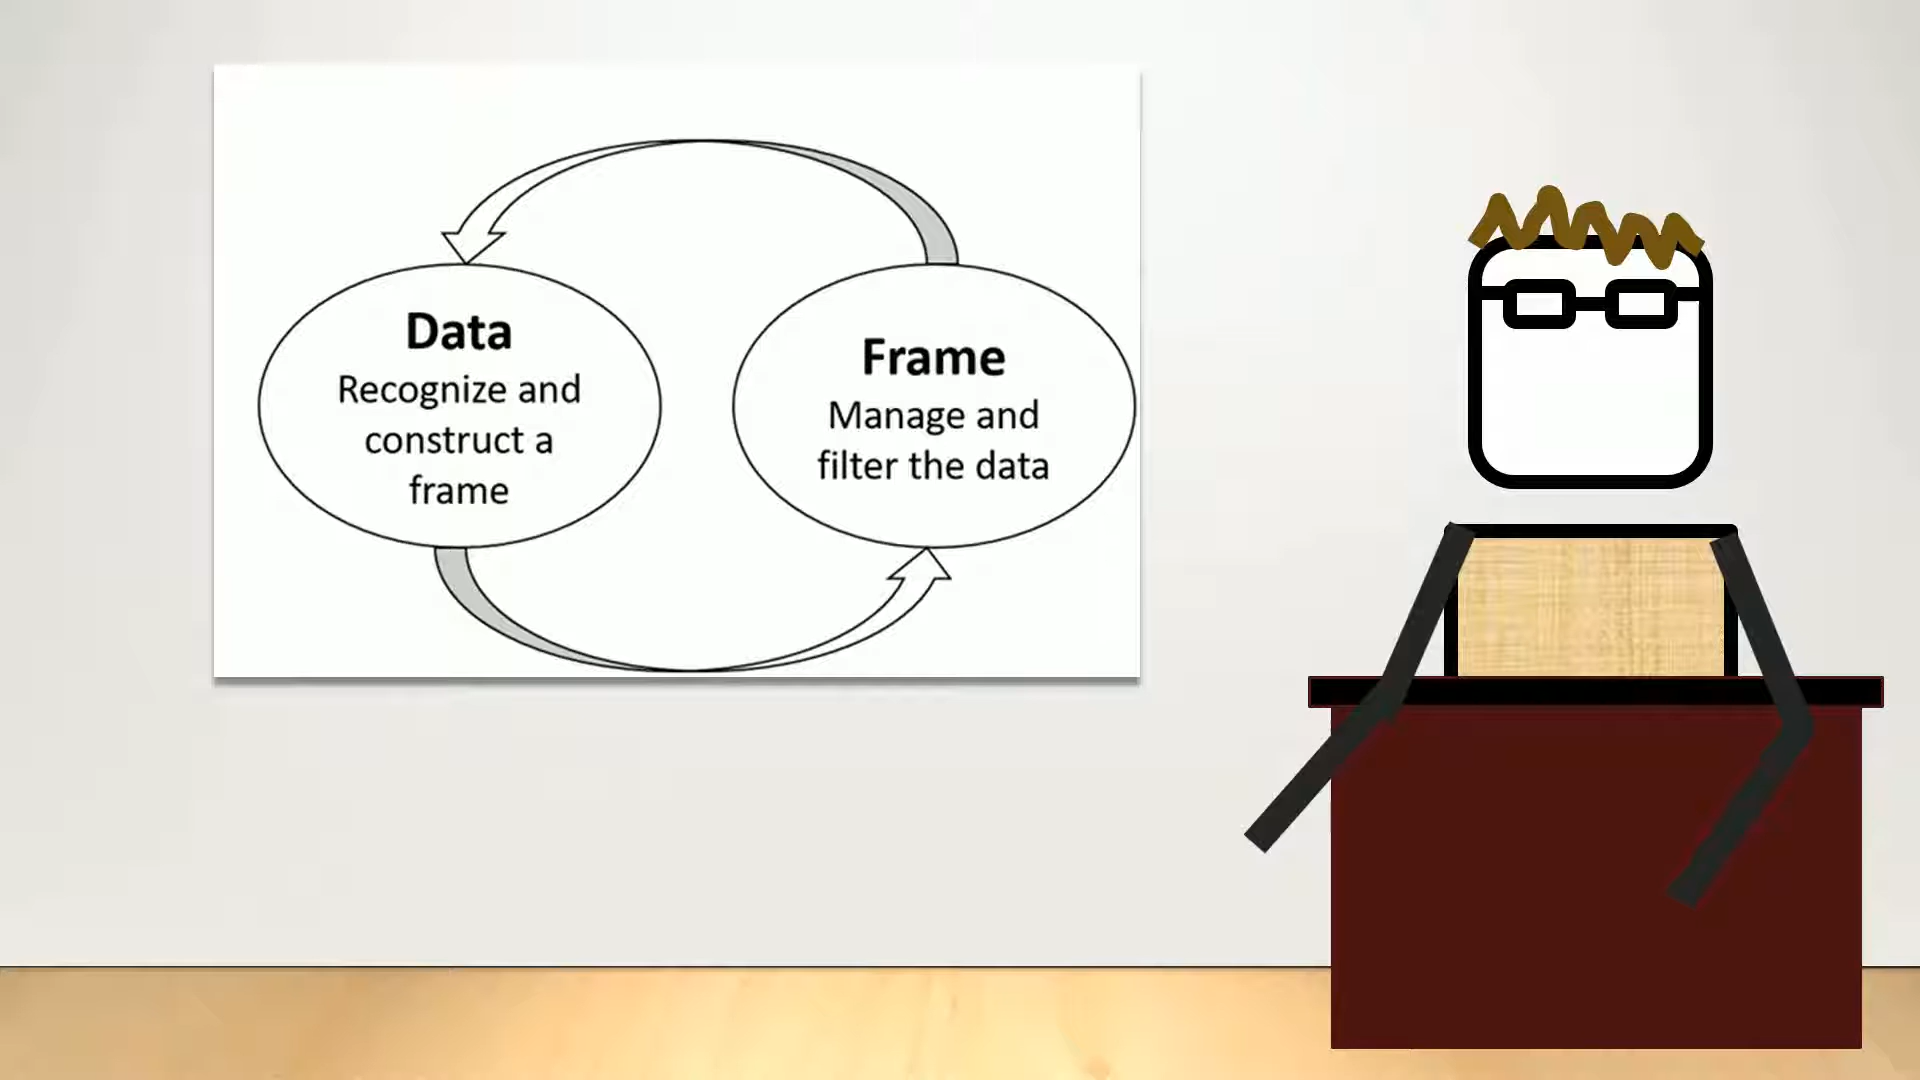 Data
Recognize and
construct a
frame
Frame
Manage and
filter the data